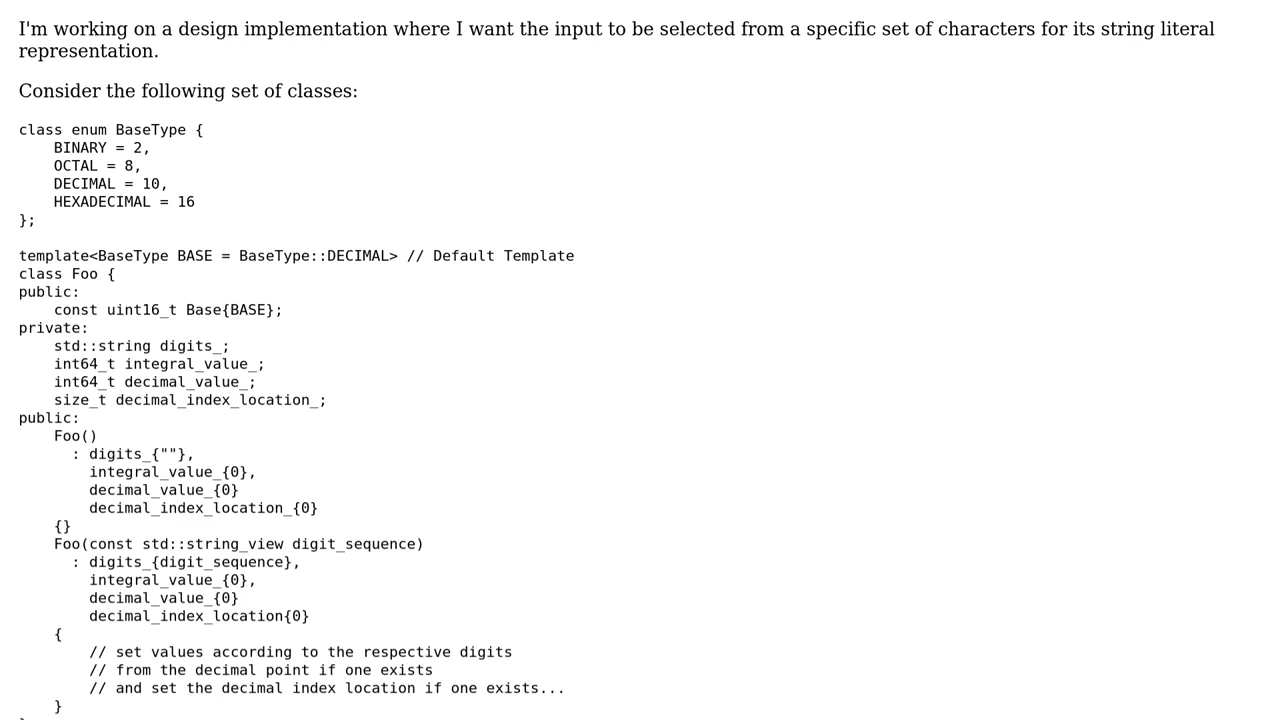 I'm working on a design implementation where I want the input to be selected from a specific set of characters for its string literal
representation.
Consider the following set of classes:
class enum BaseType {
    BINARY = 2,
    OCTAL = 8,
    DECIMAL = 10,
    HEXADECIMAL = 16
};
template<BaseType BASE = BaseType::DECIMAL> // Default Template
class Foo {
public:
    const uint16_t Base{BASE};
private:
    std::string digits_;
    int64_t integral_value_;
    int64_t decimal_value_;
    size_t decimal_index_location_;
public:
    Foo()
      : digits_{""},
        integral_value_{0},
        decimal_value_{0}
        decimal_index_location_{0}
    {}
    Foo(const std::string_view digit_sequence)
      : digits_{digit_sequence},
        integral_value_{0},
        decimal_value_{0}
        decimal_index_location{0}
    {
        // set values according to the respective digits
        // from the decimal point if one exists
        // and set the decimal index location if one exists...
    }